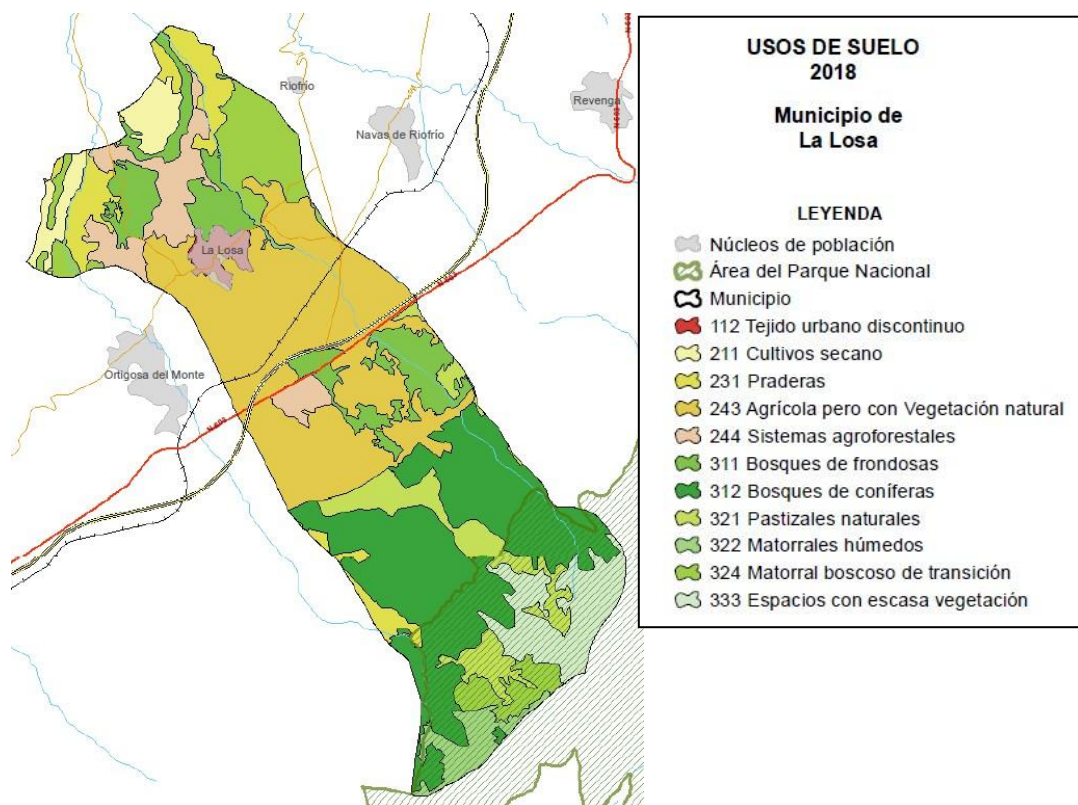 Riofrío
Navas de Riofrío
Revenga
La Losa
Ortigosa del Monte
N-603
USOS DE SUELO
2018
Municipio de
La Losa
LEYENDA
Núcleos de población
Área del Parque Nacional
Municipio
112 Tejido urbano discontinuo
211 Cultivos secano
231 Praderas
243 Agrícola pero con Vegetación natural
244 Sistemas agroforestales
311 Bosques de frondosas
312 Bosques de coníferas
321 Pastizales naturales
322 Matorrales húmedos
324 Matorral boscoso de transición
333 Espacios con escasa vegetación